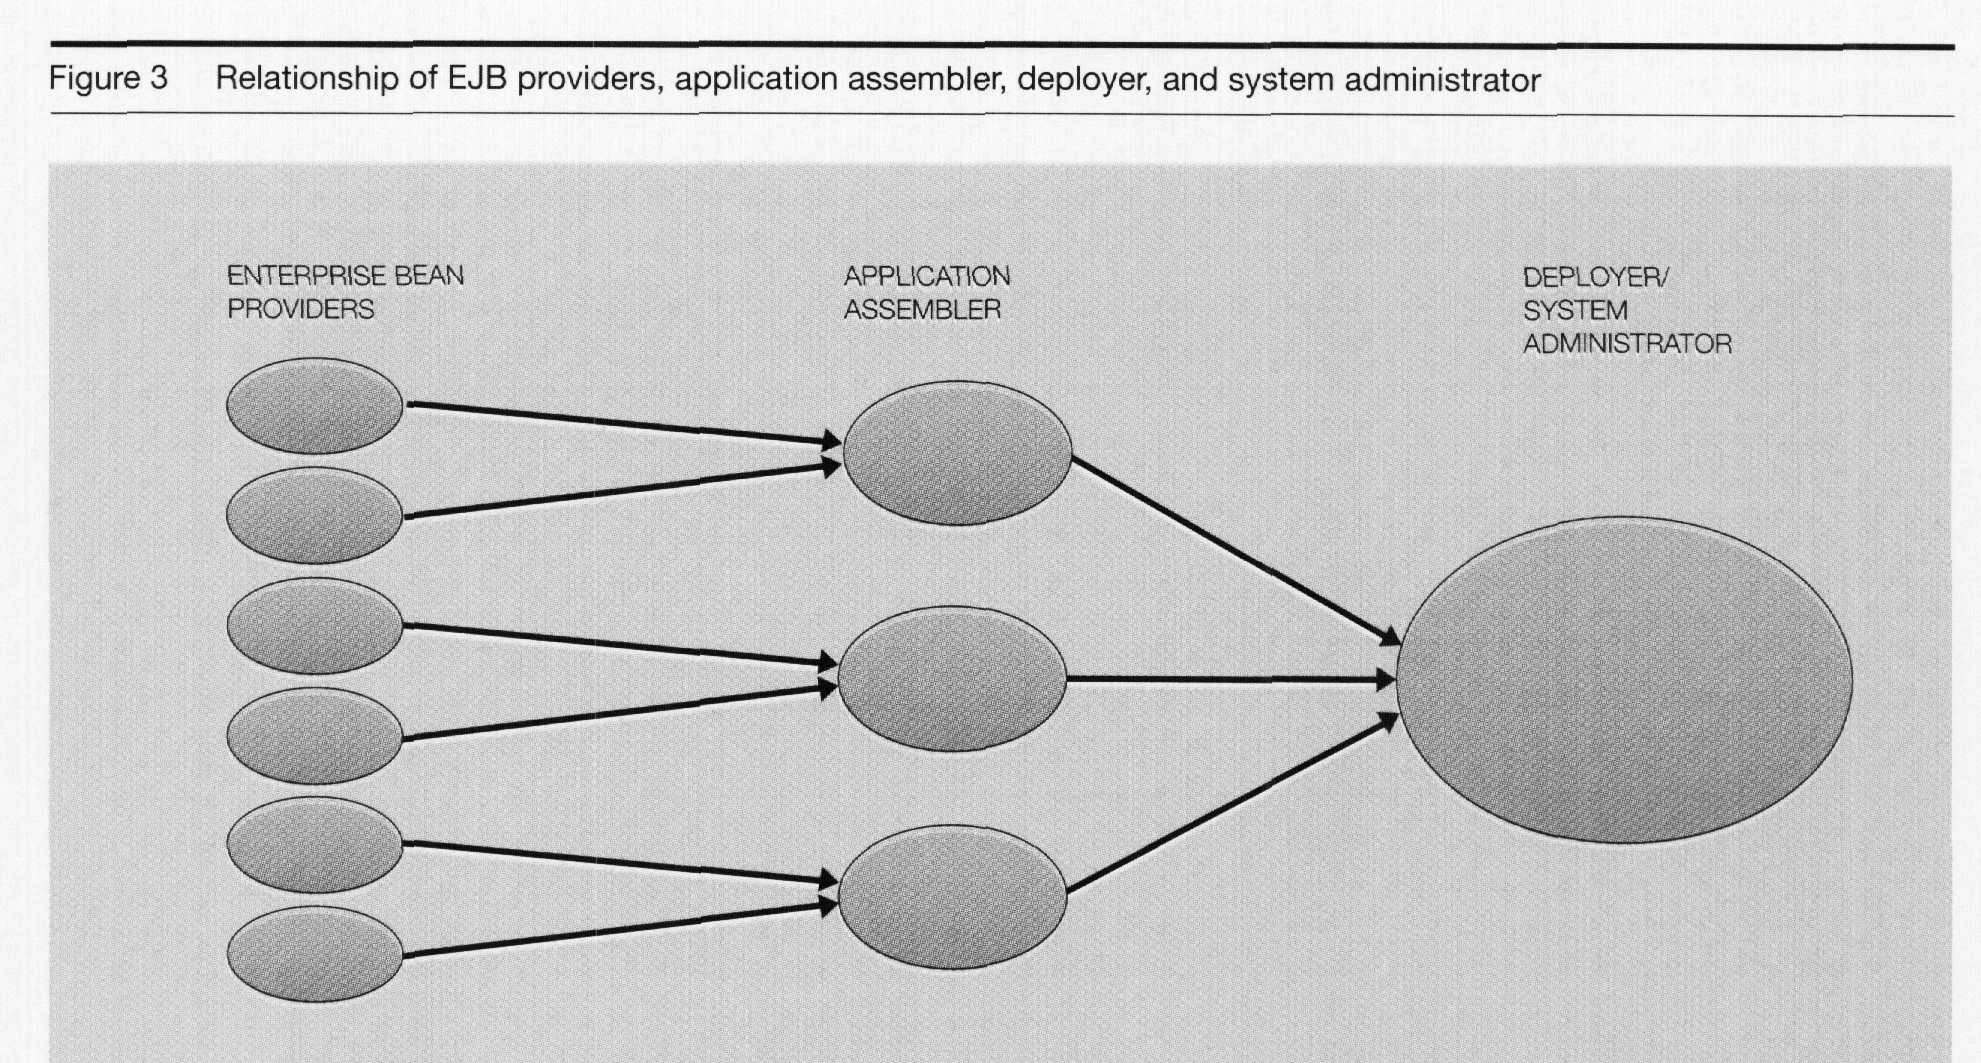 Figure 3 Relationship of EJB providers, application assembler, deployer, and system administrator
ENTERPRISE BEAN
PROVIDERS
APPLICATION
ASSEMBLER
DEPLOYER/
SYSTEM
ADMINISTRATOR